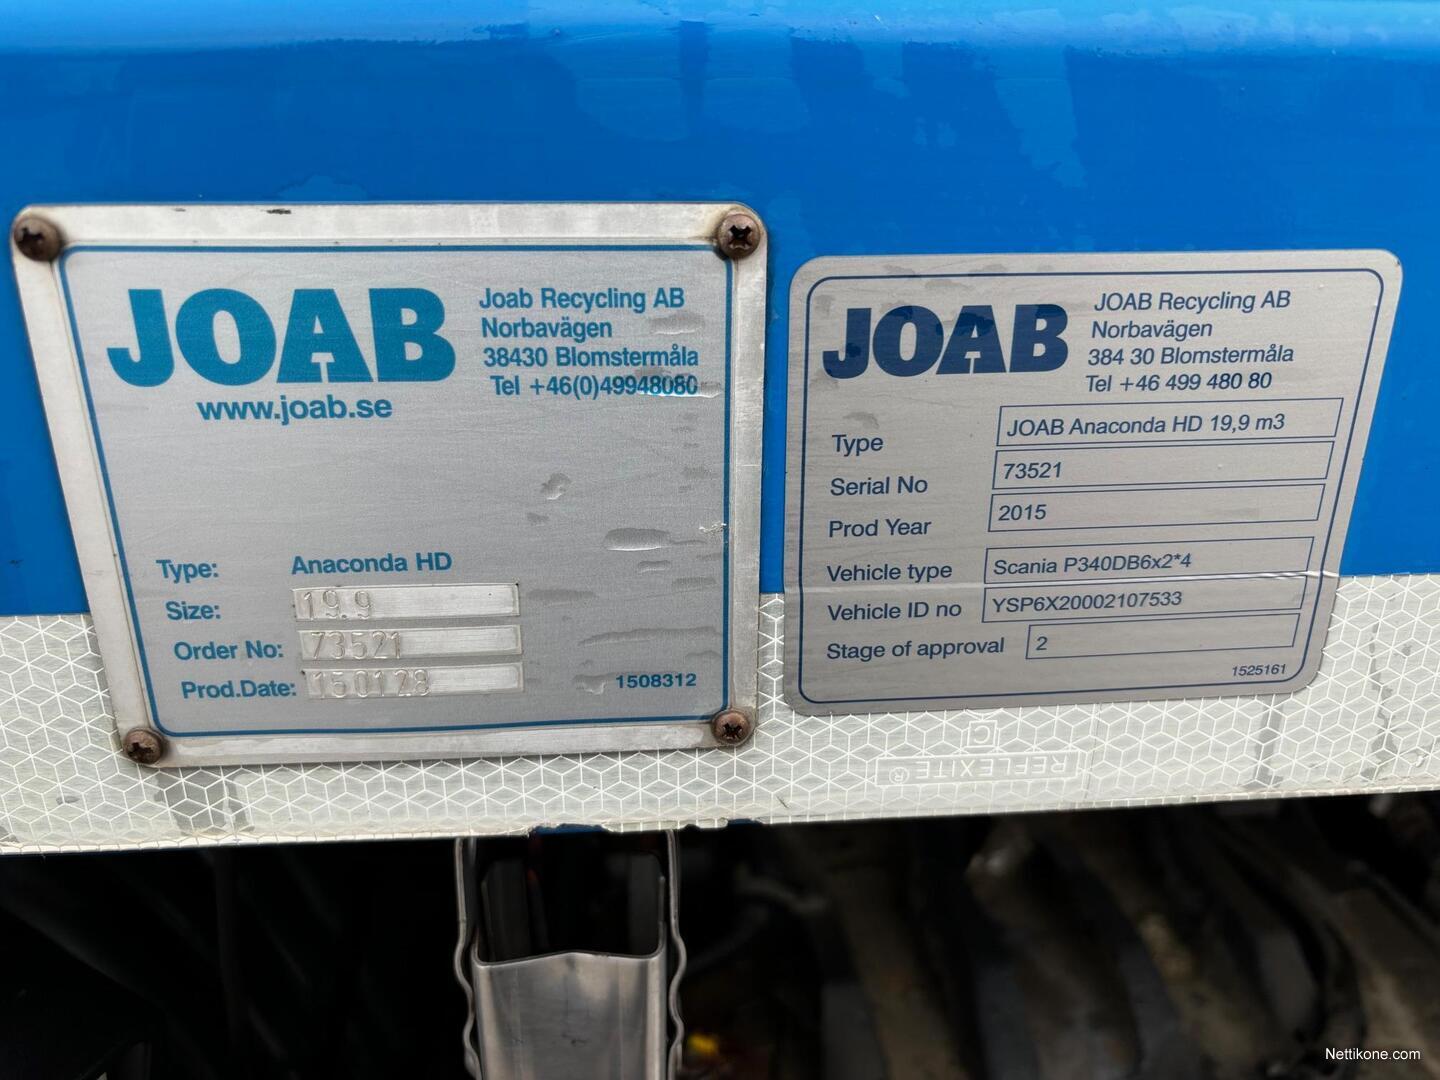 JOAB
www.joab.se
Joab Recycling AB
Norbavägen
38430 Blomstermåla
Tel +46(0)49948080
Type: Anaconda HD
Size: 19.9
Order No: 73521
Prod.Date: 150128
1508312
JOAB
JOAB Recycling AB
Norbavägen
384 30 Blomstermåla
Tel +46 499 480 80
Type JOAB Anaconda HD 19,9 m3
Serial No 73521
Prod Year 2015
Vehicle type Scania P340DB6x2*4
Vehicle ID no YSP6X20002107533
Stage of approval 2
1525161
C
REFLEXITE®
Nettikone.com